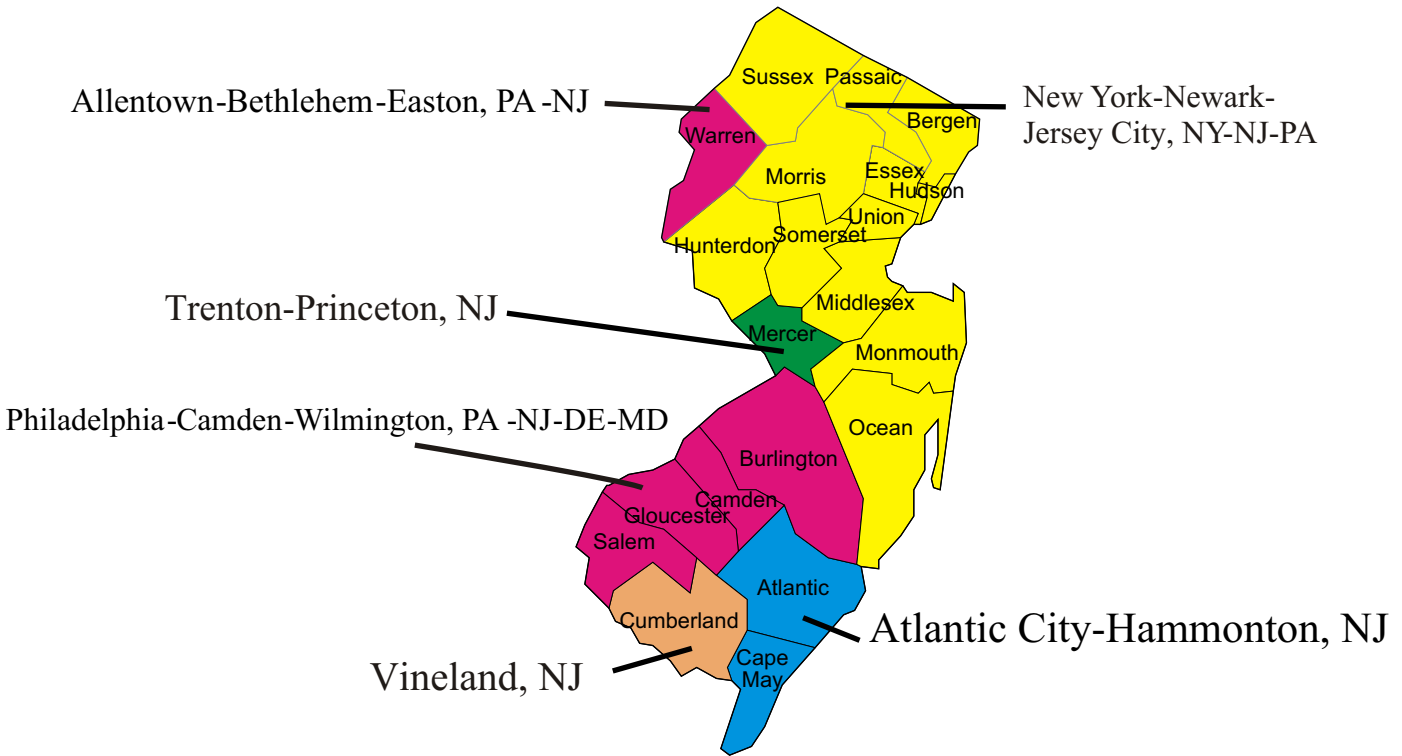 Sussex
Passaic
Allentown-Bethlehem-Easton, PA -NJ
New York-Newark-
Jersey City, NY-NJ-PA
Bergen
Warren
Essex
Morris
Hudson
Union
Somerset
Hunterdon
Trenton-Princeton, NJ
Middlesex
Mercer
Monmouth
Philadelphia-Camden-Wilmington, PA -NJ-DE-MD
Ocean
Burlington
Camden
Gloucester
Salem
Atlantic
Cumberland
Atlantic City-Hammonton, NJ
Cape
May
Vineland, NJ